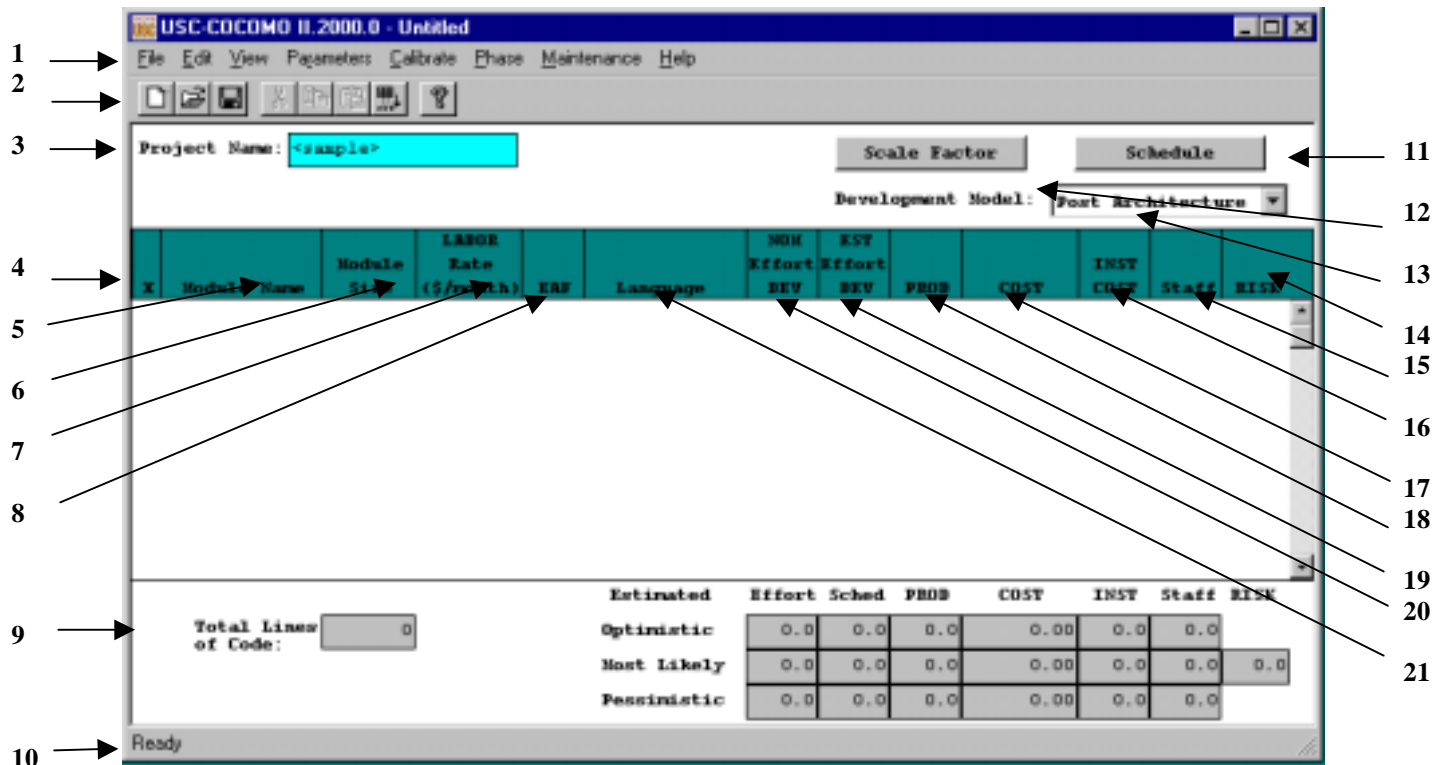 USC-COCOMO II.2000.0 - Untitled
1
File Edit View Parameters Calibrate Phase Maintenance Help
2
3
Project Name: <sample>
Scale Factor
Schedule
11
Development Model: Post Architecture
12
4
X
Module Name
Module Size
LABOR Rate ($/month)
EAF
Language
NOM Effort DEV
EST Effort DEV
PROD
COST
INST COST
Staff
RISK
13
5
14
15
6
16
7
17
8
18
19
20
Estimated Effort Sched PROD COST INST Staff RISK
9
Total Lines of Code: 0
Optimistic 0.0 0.0 0.0 0.00 0.0 0.0
Most Likely 0.0 0.0 0.0 0.00 0.0 0.0 0.0
21
Pessimistic 0.0 0.0 0.0 0.00 0.0 0.0
10
Ready